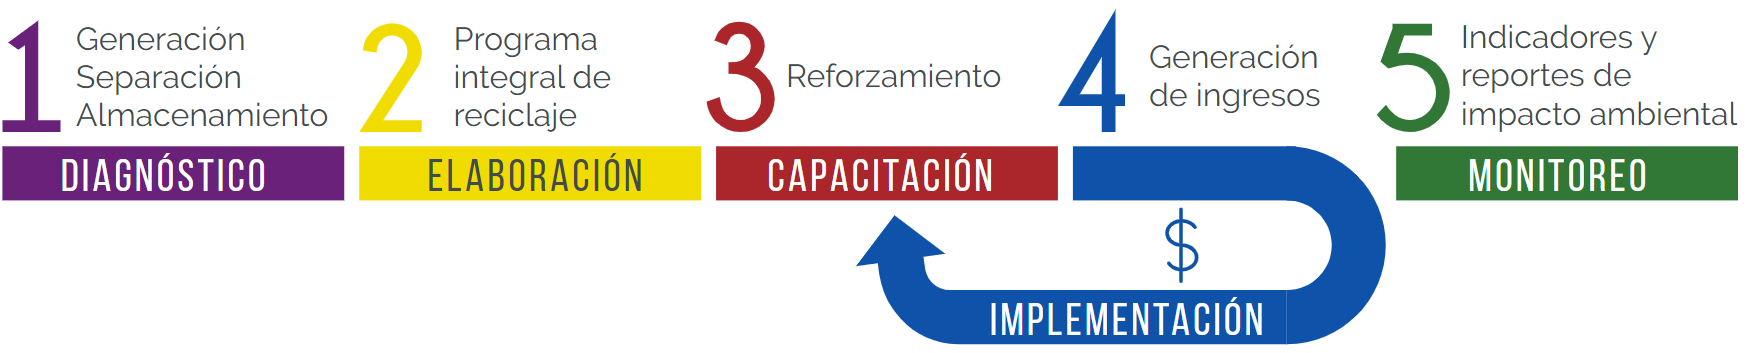 1
Generación
Separación
Almacenamiento
DIAGNÓSTICO
2
Programa
integral de
reciclaje
ELABORACIÓN
3
Reforzamiento
CAPACITACIÓN
4
Generación
de ingresos
$
IMPLEMENTACIÓN
5
Indicadores y
reportes de
impacto ambiental
MONITOREO